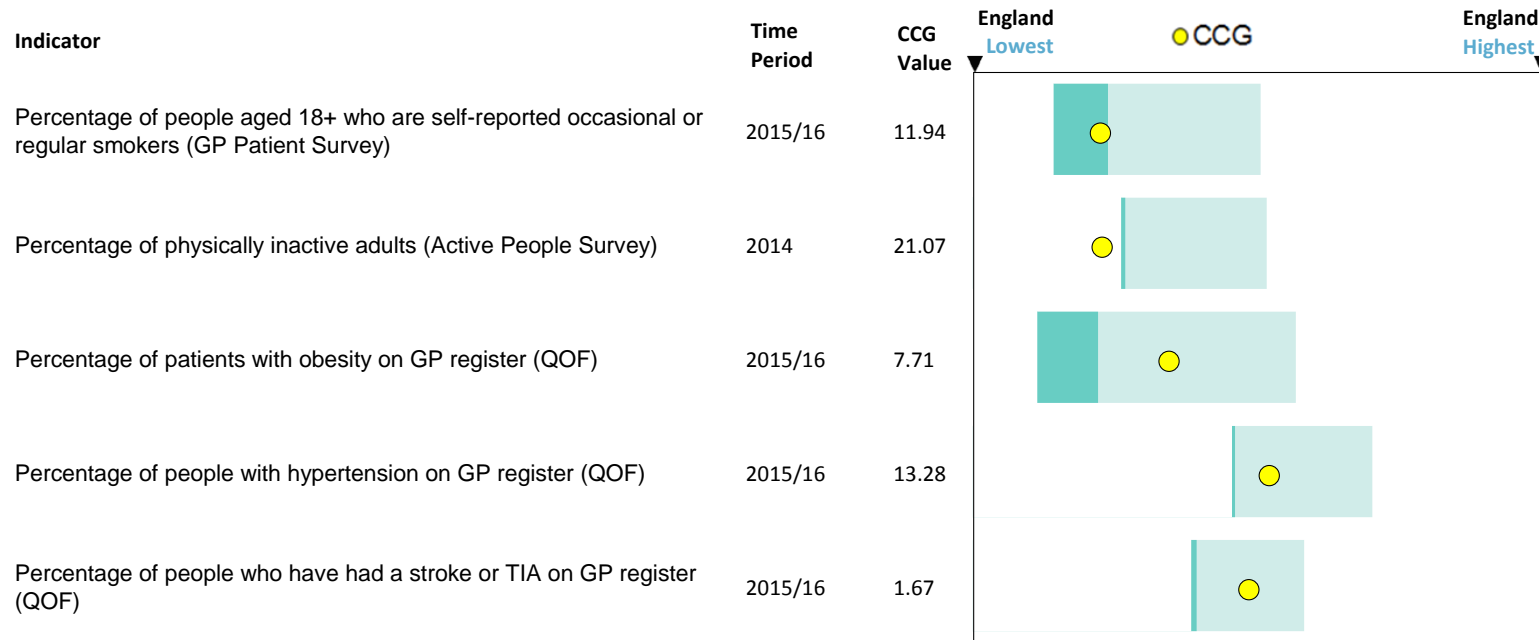 Indicator
Time
Period
CCG
Value
England
Lowest
CCG
England
Highest
Percentage of people aged 18+ who are self-reported occasional or
regular smokers (GP Patient Survey)
2015/16
11.94
Percentage of physically inactive adults (Active People Survey)
2014
21.07
Percentage of patients with obesity on GP register (QOF)
2015/16
7.71
Percentage of people with hypertension on GP register (QOF)
2015/16
13.28
Percentage of people who have had a stroke or TIA on GP register
(QOF)
2015/16
1.67